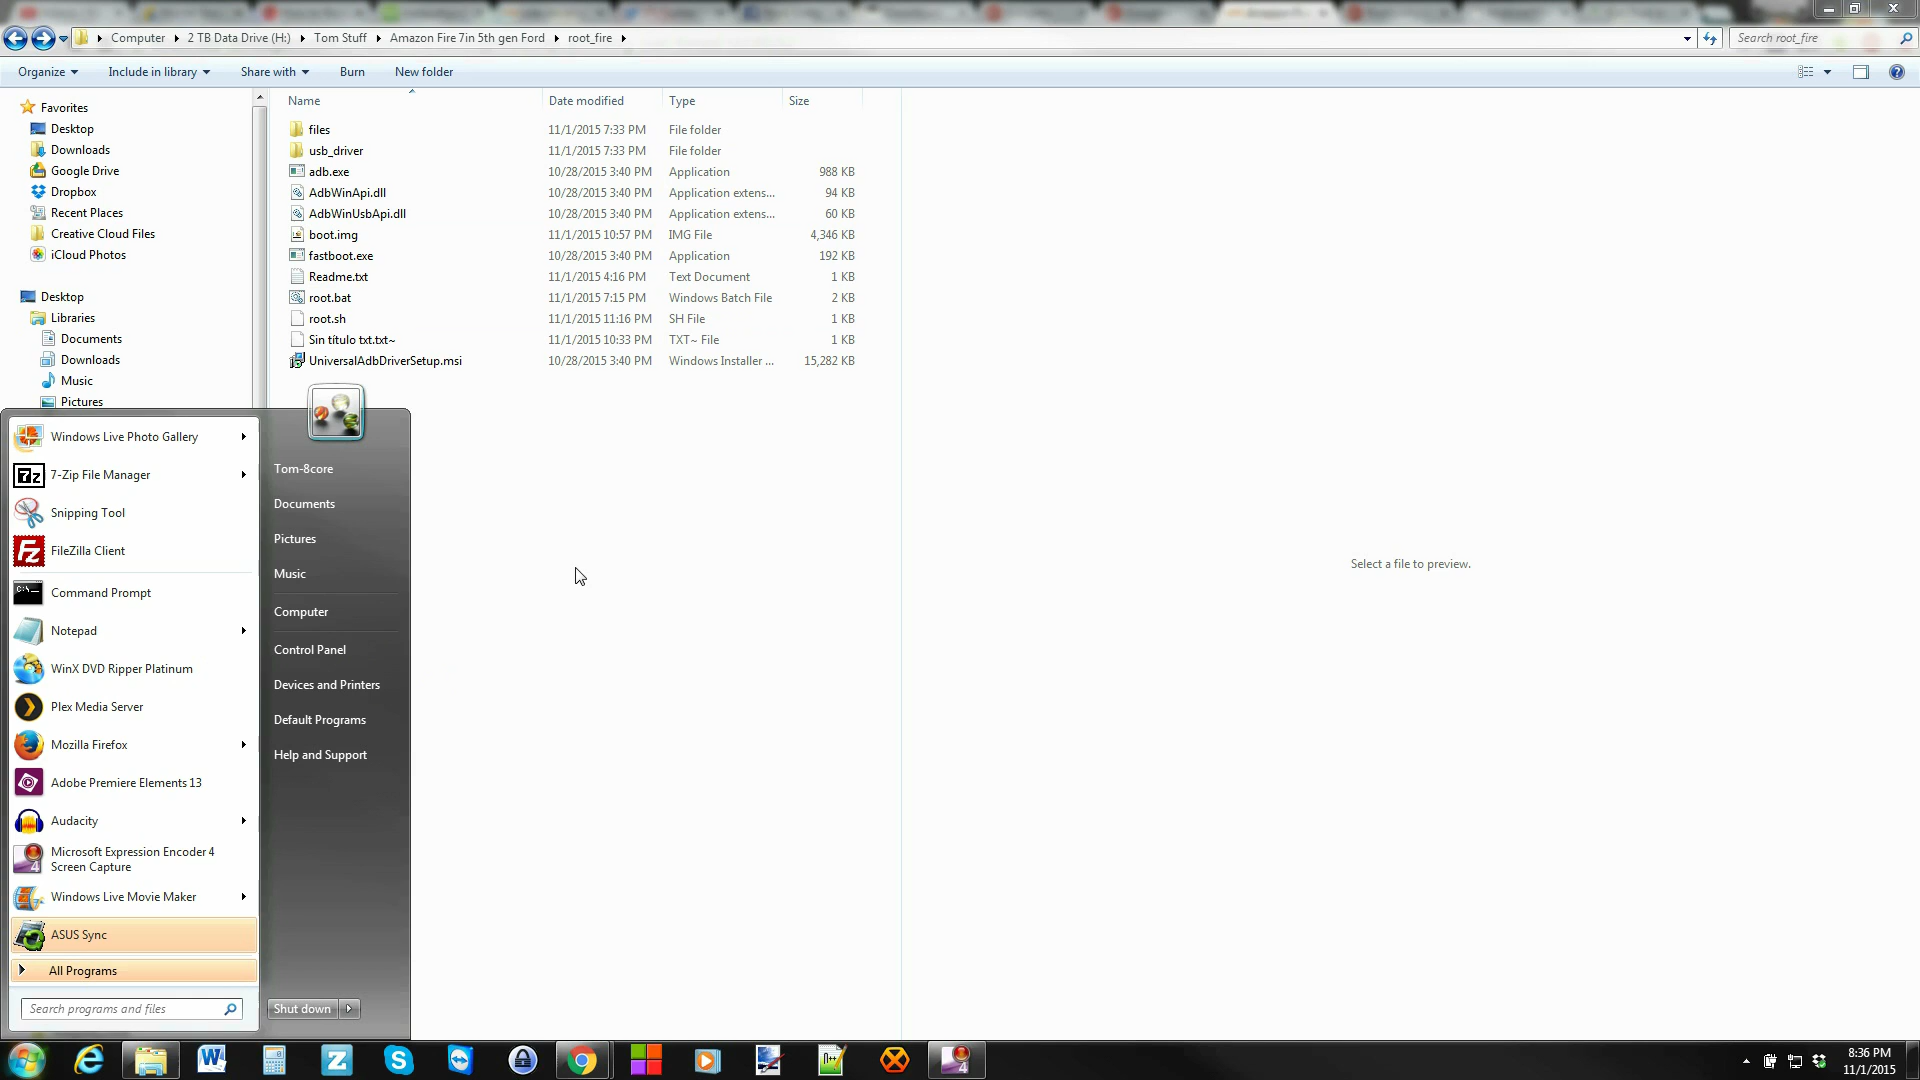 Computer
2 TB Data Drive (H:)
Tom Stuff
Amazon Fire 7in 5th gen Ford
root_fire
Search root_fire
Organize
Include in library
Share with
Burn
New folder
Favorites
Desktop
Downloads
Google Drive
Dropbox
Recent Places
Creative Cloud Files
iCloud Photos
Desktop
Libraries
Documents
Downloads
Music
Pictures
Name Date modified Type Size
files 11/1/2015 7:33 PM File folder
usb_driver 11/1/2015 7:33 PM File folder
adb.exe 10/28/2015 3:40 PM Application 988 KB
AdbWinApi.dll 10/28/2015 3:40 PM Application extens... 94 KB
AdbWinUsbApi.dll 10/28/2015 3:40 PM Application extens... 60 KB
boot.img 11/1/2015 10:57 PM IMG File 4,346 KB
fastboot.exe 10/28/2015 3:40 PM Application 192 KB
Readme.txt 11/1/2015 4:16 PM Text Document 1 KB
root.bat 11/1/2015 7:15 PM Windows Batch File 2 KB
root.sh 11/1/2015 11:16 PM SH File 1 KB
Sin título txt.txt~ 11/1/2015 10:33 PM TXT~ File 1 KB
UniversalAdbDriverSetup.msi 10/28/2015 3:40 PM Windows Installer ... 15,282 KB
Select a file to preview.
Windows Live Photo Gallery
7-Zip File Manager
Snipping Tool
FileZilla Client
Command Prompt
Notepad
WinX DVD Ripper Platinum
Plex Media Server
Mozilla Firefox
Adobe Premiere Elements 13
Audacity
Microsoft Expression Encoder 4
Screen Capture
Windows Live Movie Maker
ASUS Sync
All Programs
Search programs and files
Tom-8core
Documents
Pictures
Music
Computer
Control Panel
Devices and Printers
Default Programs
Help and Support
Shut down
8:36 PM
11/1/2015